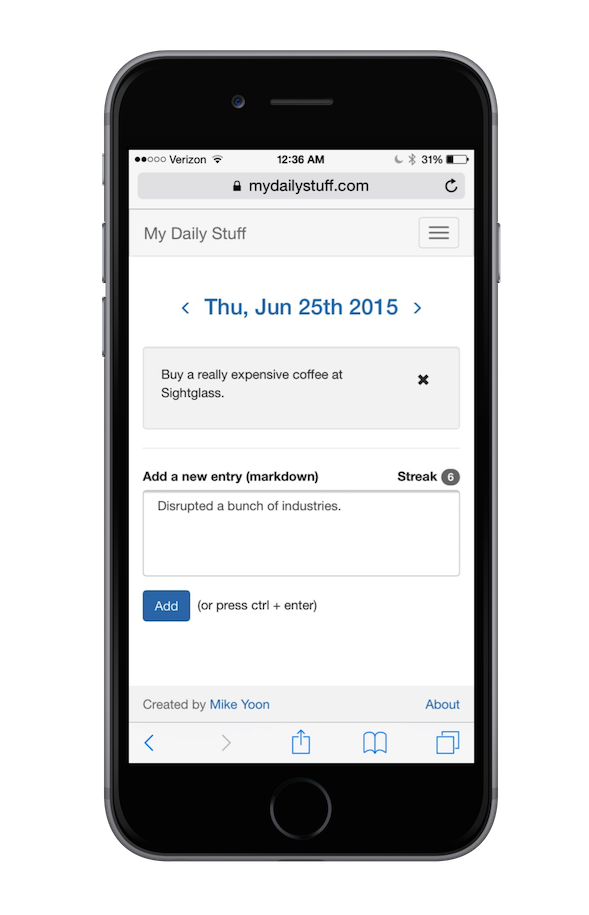 Verizon 12:36 AM 31%
mydailystuff.com
My Daily Stuff
Thu, Jun 25th 2015
Buy a really expensive coffee at
Sightglass.
Add a new entry (markdown) Streak 6
Disrupted a bunch of industries.
Add (or press ctrl + enter)
Created by Mike Yoon About